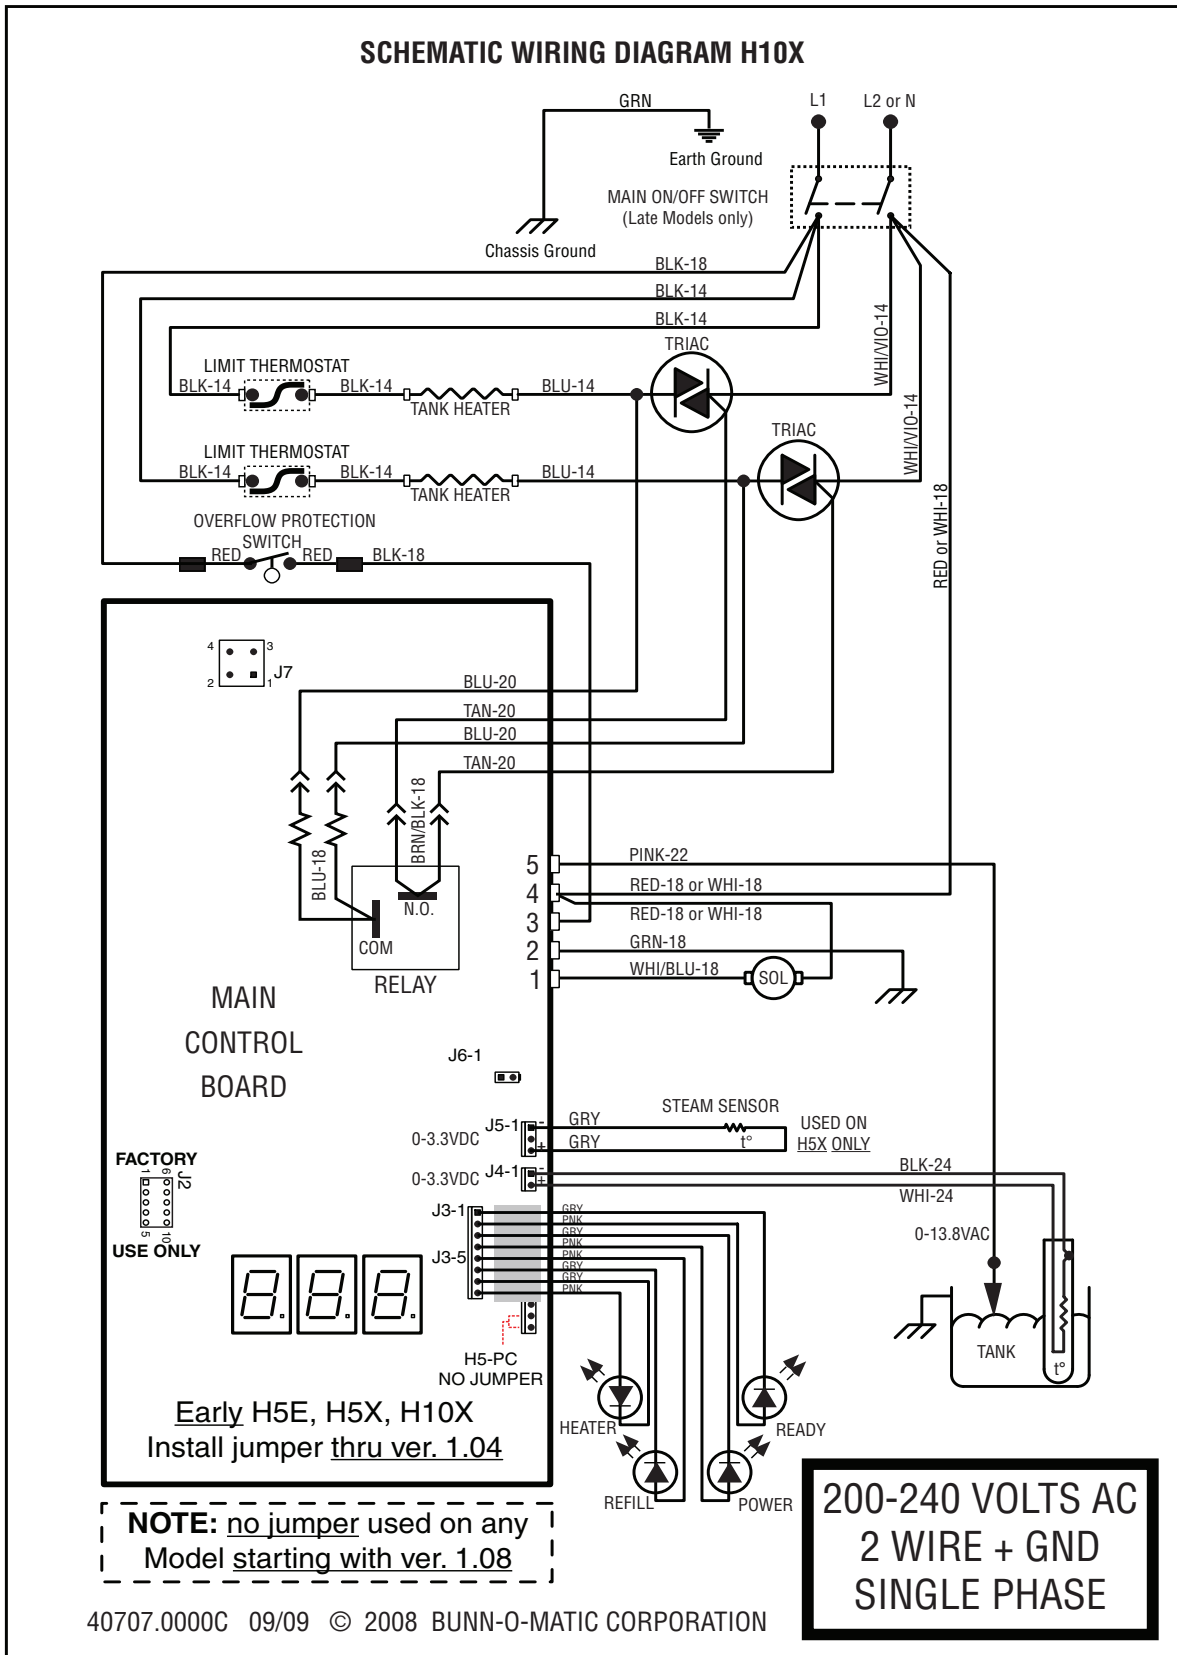 SCHEMATIC WIRING DIAGRAM H10X
GRN
L1
L2 or N
Earth Ground
MAIN ON/OFF SWITCH
(Late Models only)
Chassis Ground
BLK-18
BLK-14
BLK-14
TRIAC
WHI/VIO-14
LIMIT THERMOSTAT
BLK-14
BLK-14
BLU-14
TANK HEATER
TRIAC
WHI/VIO-14
LIMIT THERMOSTAT
BLK-14
BLK-14
BLU-14
TANK HEATER
RED or WHI-18
OVERFLOW PROTECTION
SWITCH
RED
RED
BLK-18
4
3
J7
2
1
BLU-20
TAN-20
BLU-20
TAN-20
BRN/BLK-18
BLU-18
N.O.
COM
RELAY
5
PINK-22
4
RED-18 or WHI-18
3
RED-18 or WHI-18
2
GRN-18
1
WHI/BLU-18
SOL
MAIN
CONTROL
BOARD
J6-1
STEAM SENSOR
J5-1
-
GRY
0-3.3VDC
+
GRY
t°
USED ON
H5X ONLY
J4-1
-
BLK-24
0-3.3VDC
+
WHI-24
FACTORY
1
6
J2
5
10
USE ONLY
J3-1
GRY
PNK
GRY
PNK
J3-5
PNK
GRY
GRY
PNK
0-13.8VAC
TANK
t°
8.8.8.
H5-PC
NO JUMPER
HEATER
READY
REFILL
POWER
Early H5E, H5X, H10X
Install jumper thru ver. 1.04
NOTE: no jumper used on any
Model starting with ver. 1.08
200-240 VOLTS AC
2 WIRE + GND
SINGLE PHASE
40707.0000C 09/09 © 2008 BUNN-O-MATIC CORPORATION